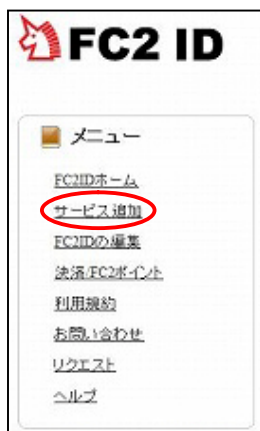 FC2 ID
メニュー
FC2IDホーム
サービス追加
FC2IDの編集
決済/FC2ポイント
利用規約
お問い合わせ
リクエスト
ヘルプ